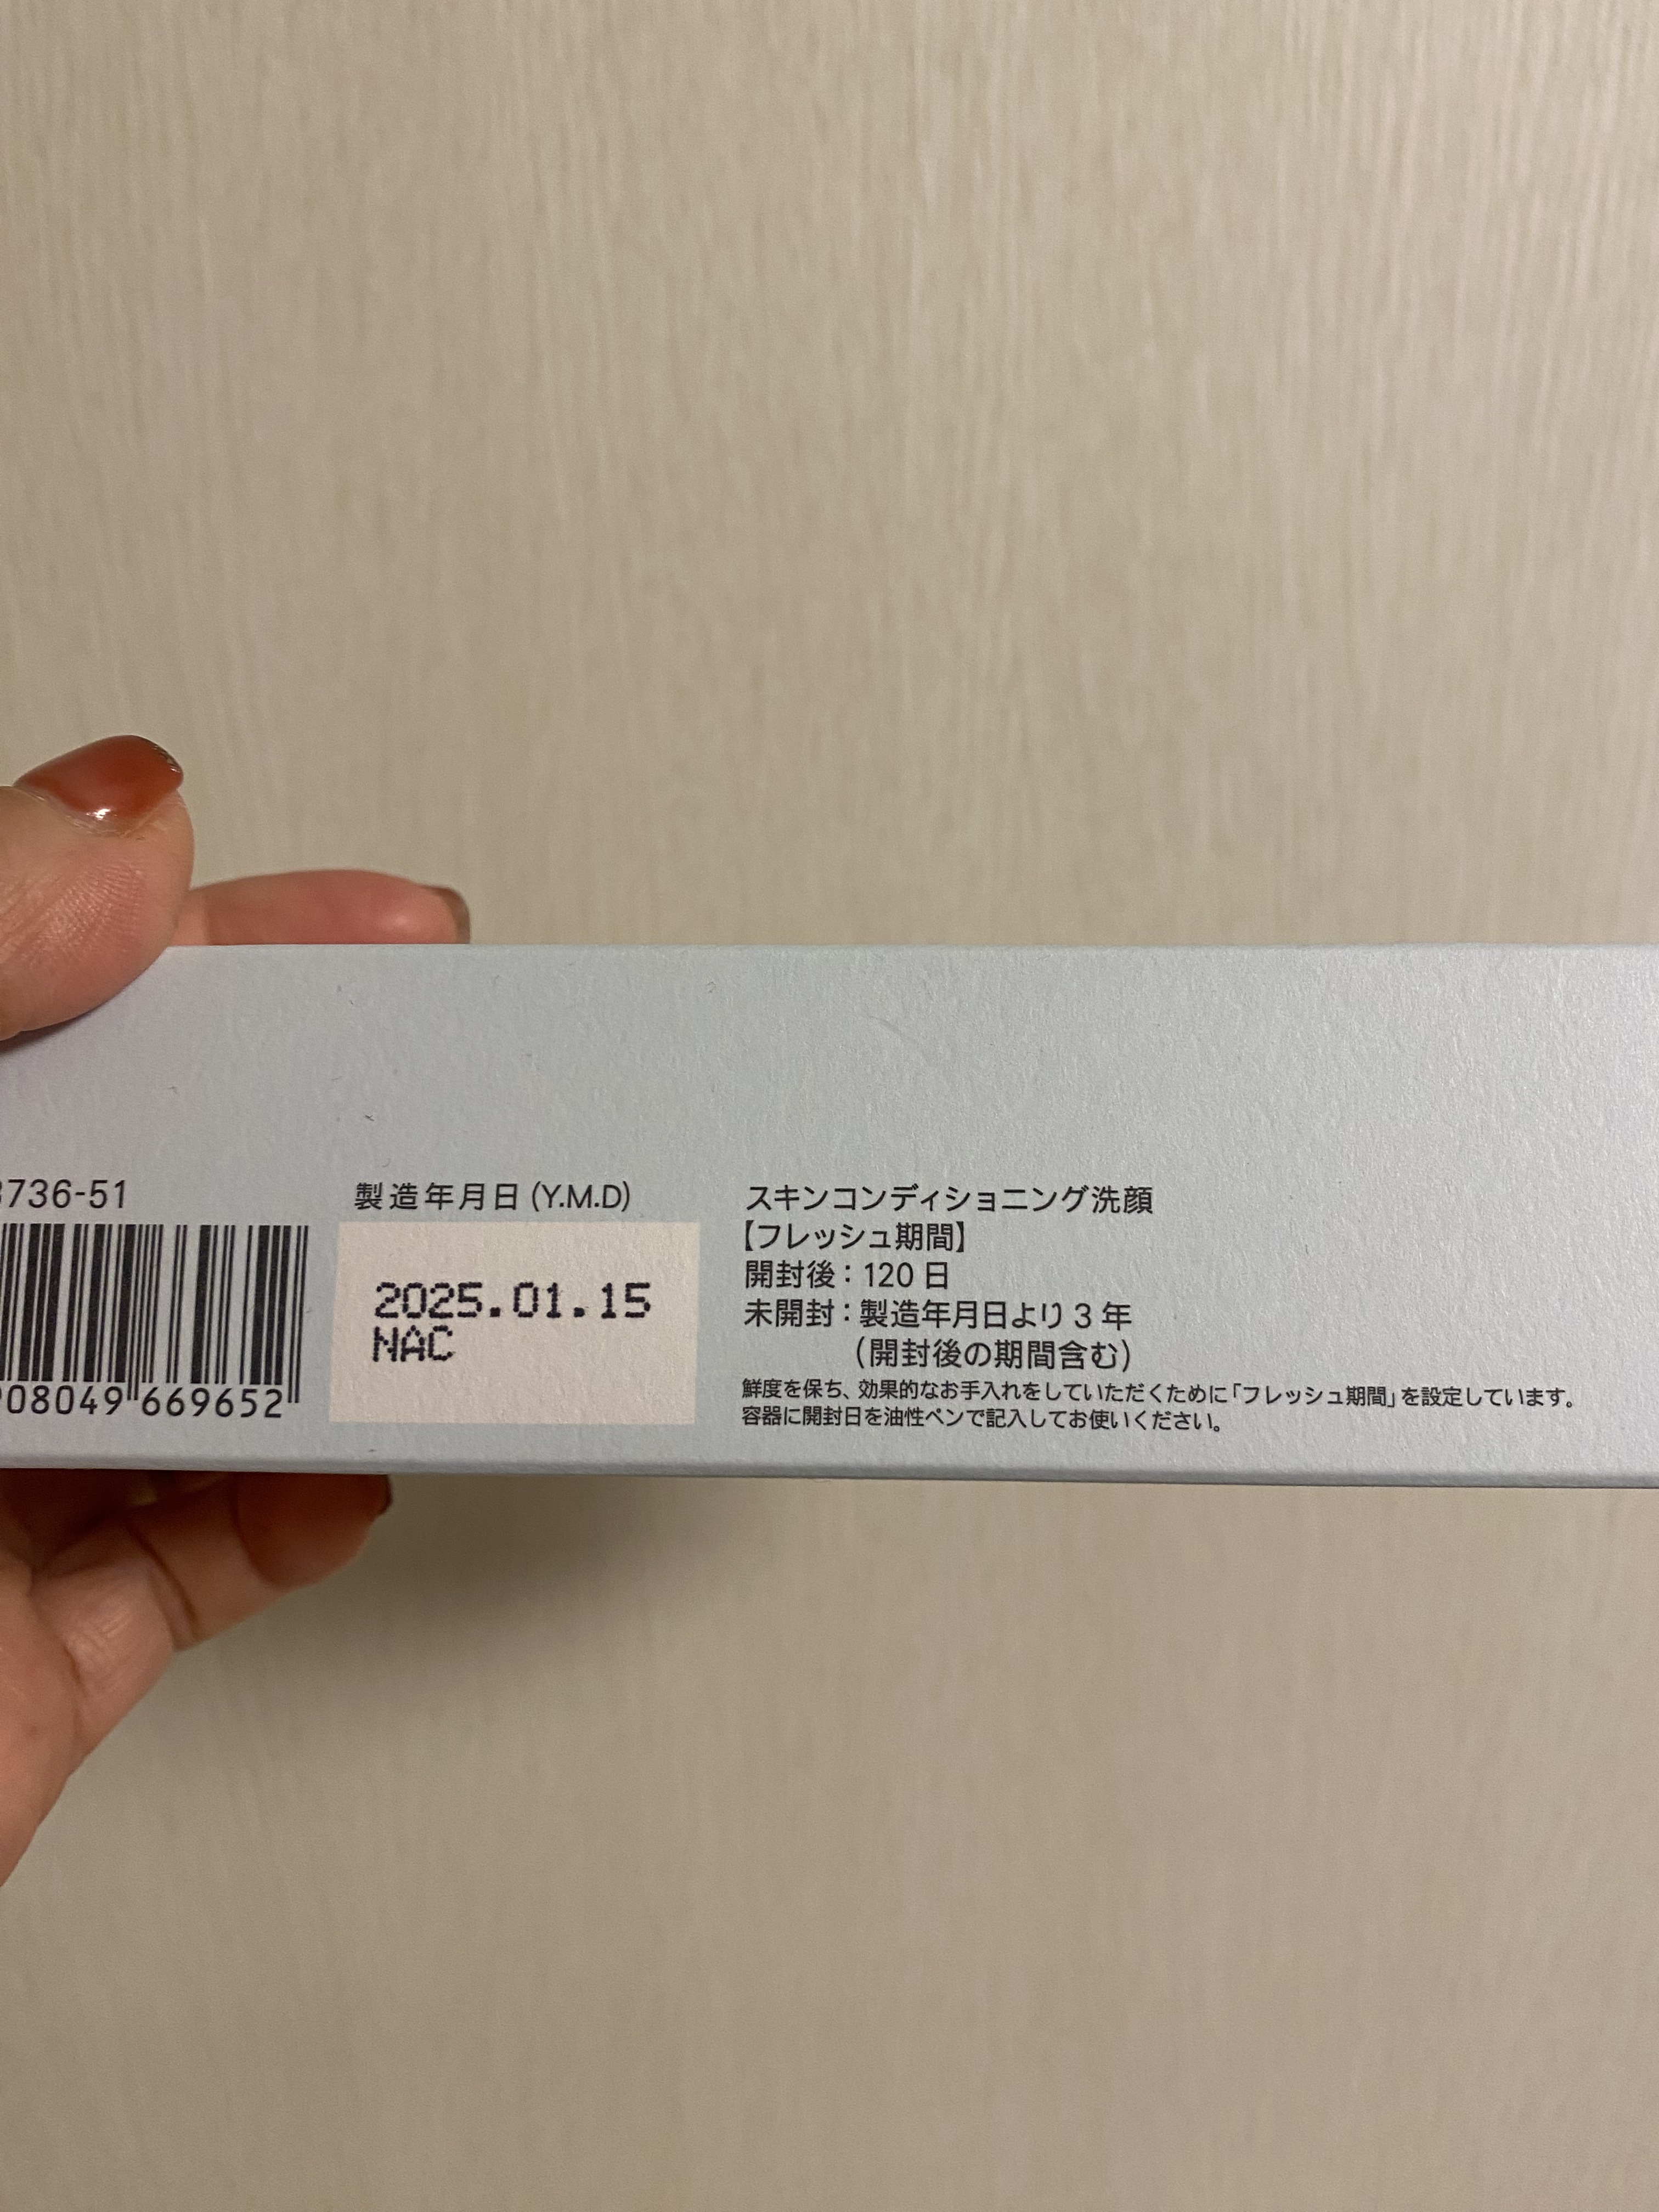 3736-51
製造年月日(Y.M.D)
2025.01.15
NAC
908049 669652
スキンコンディショニング洗顔
【フレッシュ期間】
開封後：120日
未開封：製造年月日より3年
(開封後の期間含む)
鮮度を保ち、効果的なお手入れをしていただくために「フレッシュ期間」を設定しています。
容器に開封日を油性ペンで記入してお使いください。